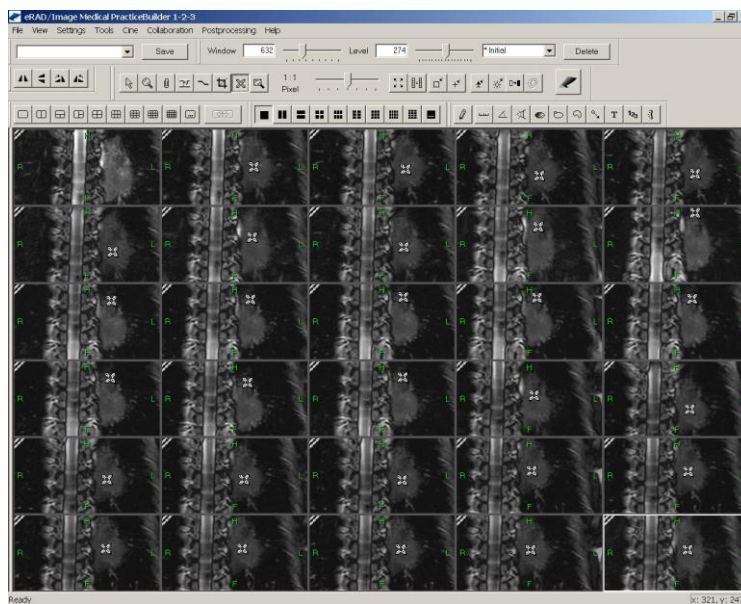 eRAD/Image Medical PracticeBuilder 1-2-3
File View Settings Tools Cine Collaboration Postprocessing Help
Save Window 632 Level 274 * Initial Delete
1:1
Pixel
T
H
R L R L R L R L R L
F F F F F
H H H H H
R L R L R L R L R L
F F F F F
H H H H H
R L R L R L R L R L
F F F F F
H H H H H
R L R L R L R L R L
F F F F F
H H H H H
R L R L R L R L R L
F F F F F
H H H H H
R L R L R L R L R L
F F F F F
Ready x: 321, y: 24